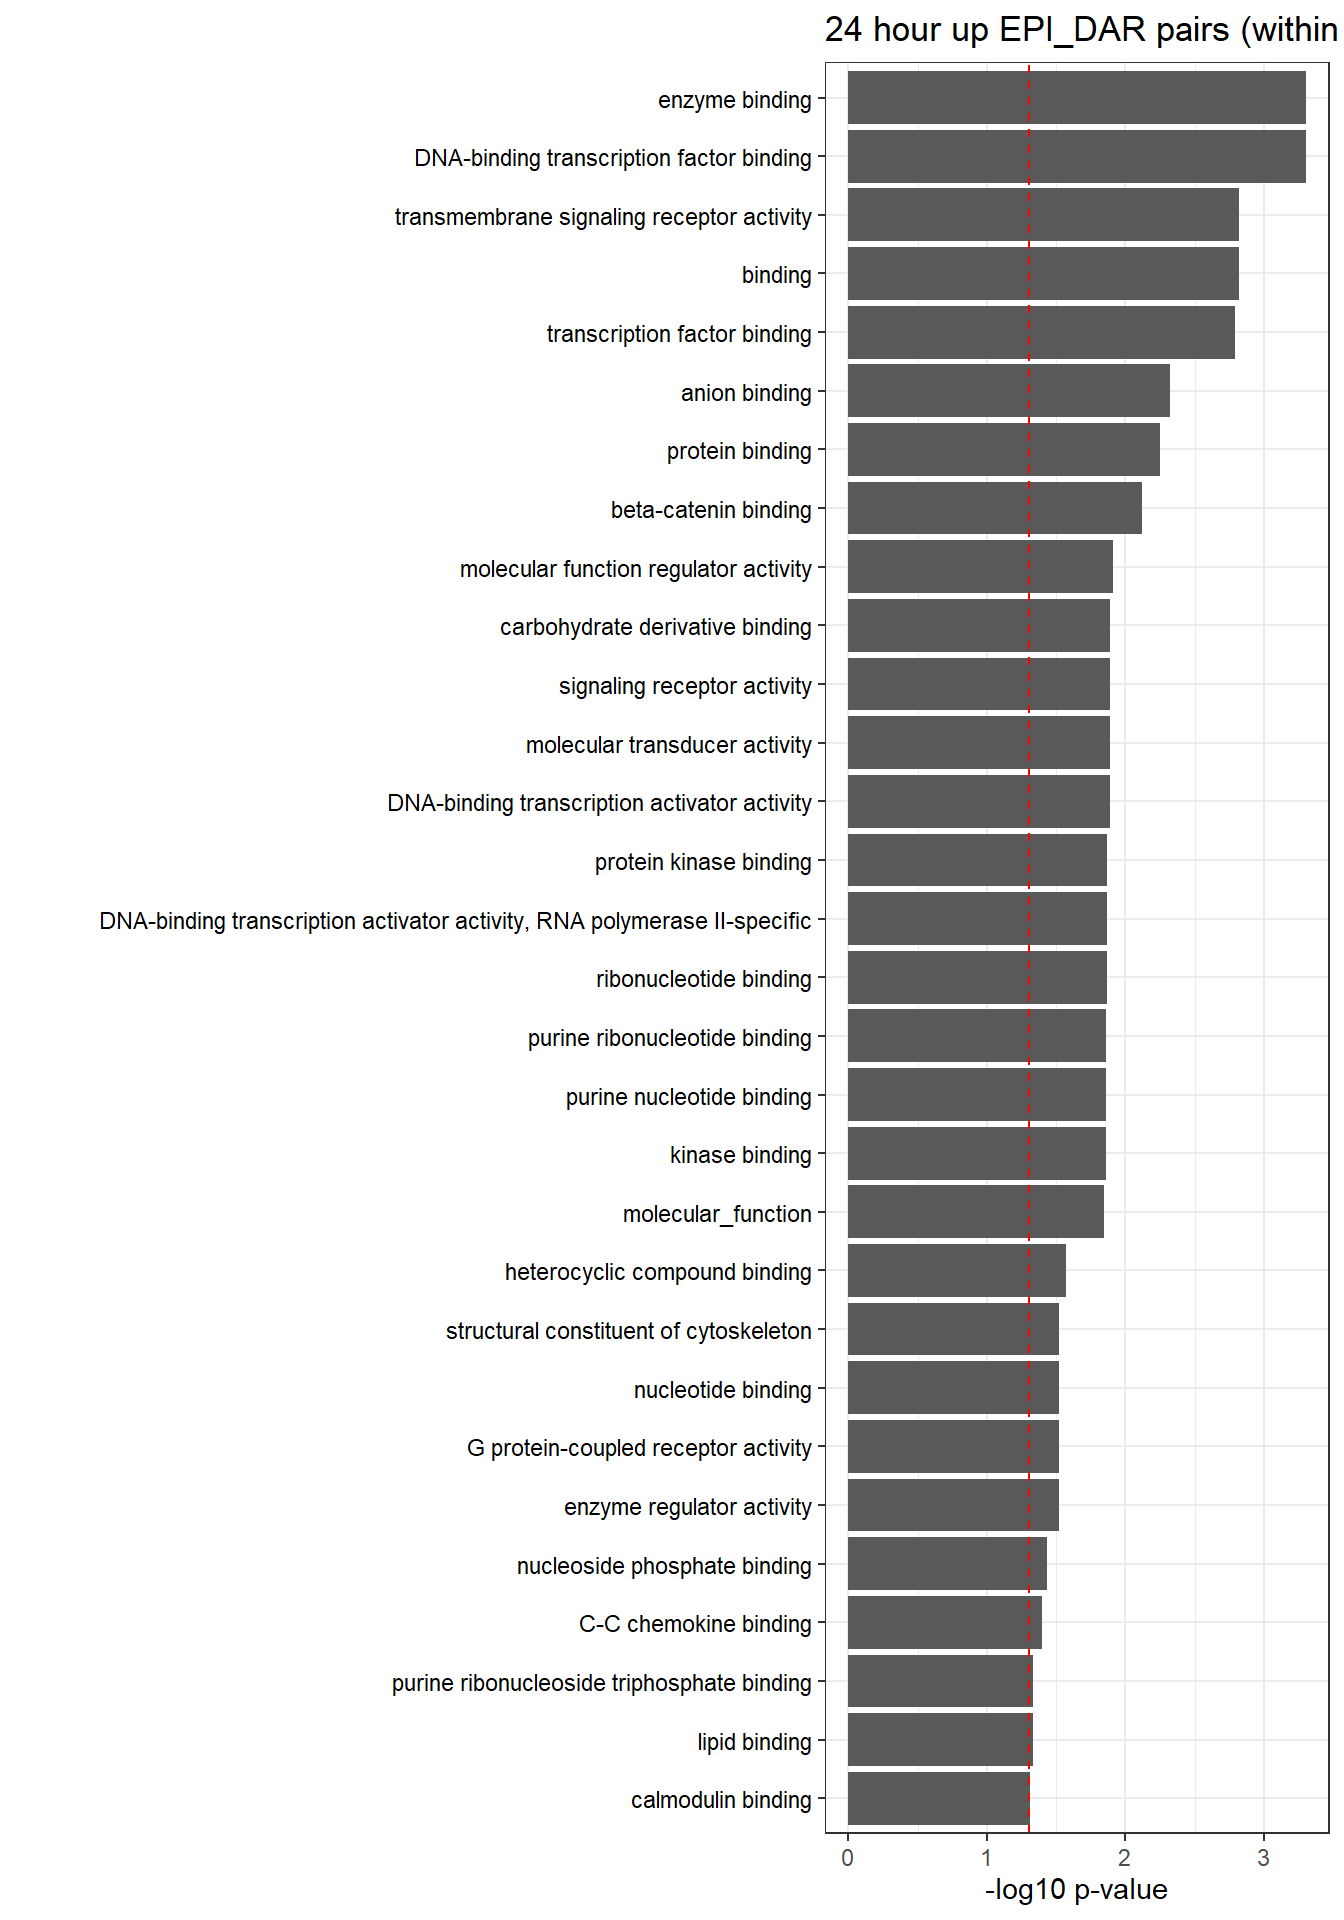 24 hour up EPI_DAR pairs (within
enzyme binding
DNA-binding transcription factor binding
transmembrane signaling receptor activity
binding
transcription factor binding
anion binding
protein binding
beta-catenin binding
molecular function regulator activity
carbohydrate derivative binding
signaling receptor activity
molecular transducer activity
DNA-binding transcription activator activity
protein kinase binding
DNA-binding transcription activator activity, RNA polymerase II-specific
ribonucleotide binding
purine ribonucleotide binding
purine nucleotide binding
kinase binding
molecular_function
heterocyclic compound binding
structural constituent of cytoskeleton
nucleotide binding
G protein-coupled receptor activity
enzyme regulator activity
nucleoside phosphate binding
C-C chemokine binding
purine ribonucleoside triphosphate binding
lipid binding
calmodulin binding
0 1 2 3
-log10 p-value